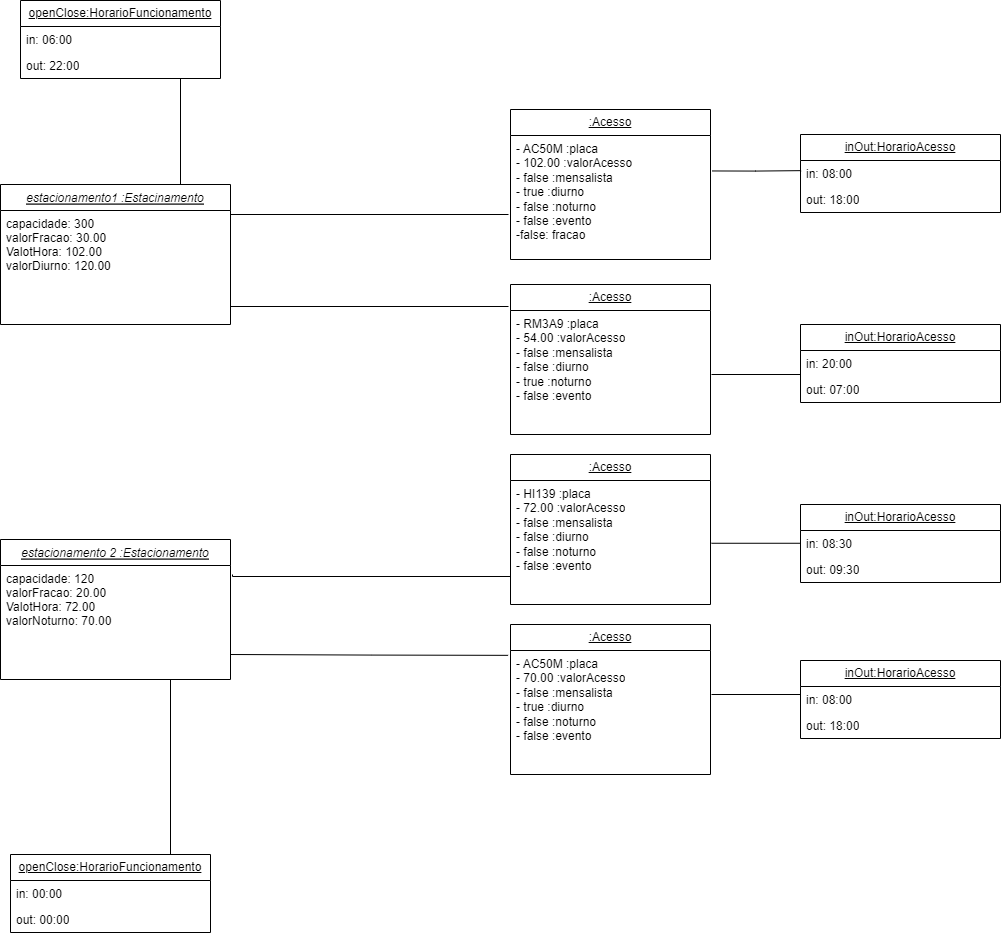 openClose:HorarioFuncionamento
in: 06:00
out: 22:00
estacionamento1 :Estacinamento
capacidade: 300
valorFracao: 30.00
ValotHora: 102.00
valorDiurno: 120.00
:Acesso
- AC50M :placa
- 102.00 :valorAcesso
- false :mensalista
- true :diurno
- false :noturno
- false :evento
-false: fracao
inOut:HorarioAcesso
in: 08:00
out: 18:00
:Acesso
- RM3A9 :placa
- 54.00 :valorAcesso
- false :mensalista
- false :diurno
- true :noturno
- false :evento
inOut:HorarioAcesso
in: 20:00
out: 07:00
:Acesso
- HI139 :placa
- 72.00 :valorAcesso
- false :mensalista
- false :diurno
- false :noturno
- false :evento
inOut:HorarioAcesso
in: 08:30
out: 09:30
estacionamento 2 :Estacionamento
capacidade: 120
valorFracao: 20.00
ValotHora: 72.00
valorNoturno: 70.00
:Acesso
- AC50M :placa
- 70.00 :valorAcesso
- false :mensalista
- true :diurno
- false :noturno
- false :evento
inOut:HorarioAcesso
in: 08:00
out: 18:00
openClose:HorarioFuncionamento
in: 00:00
out: 00:00